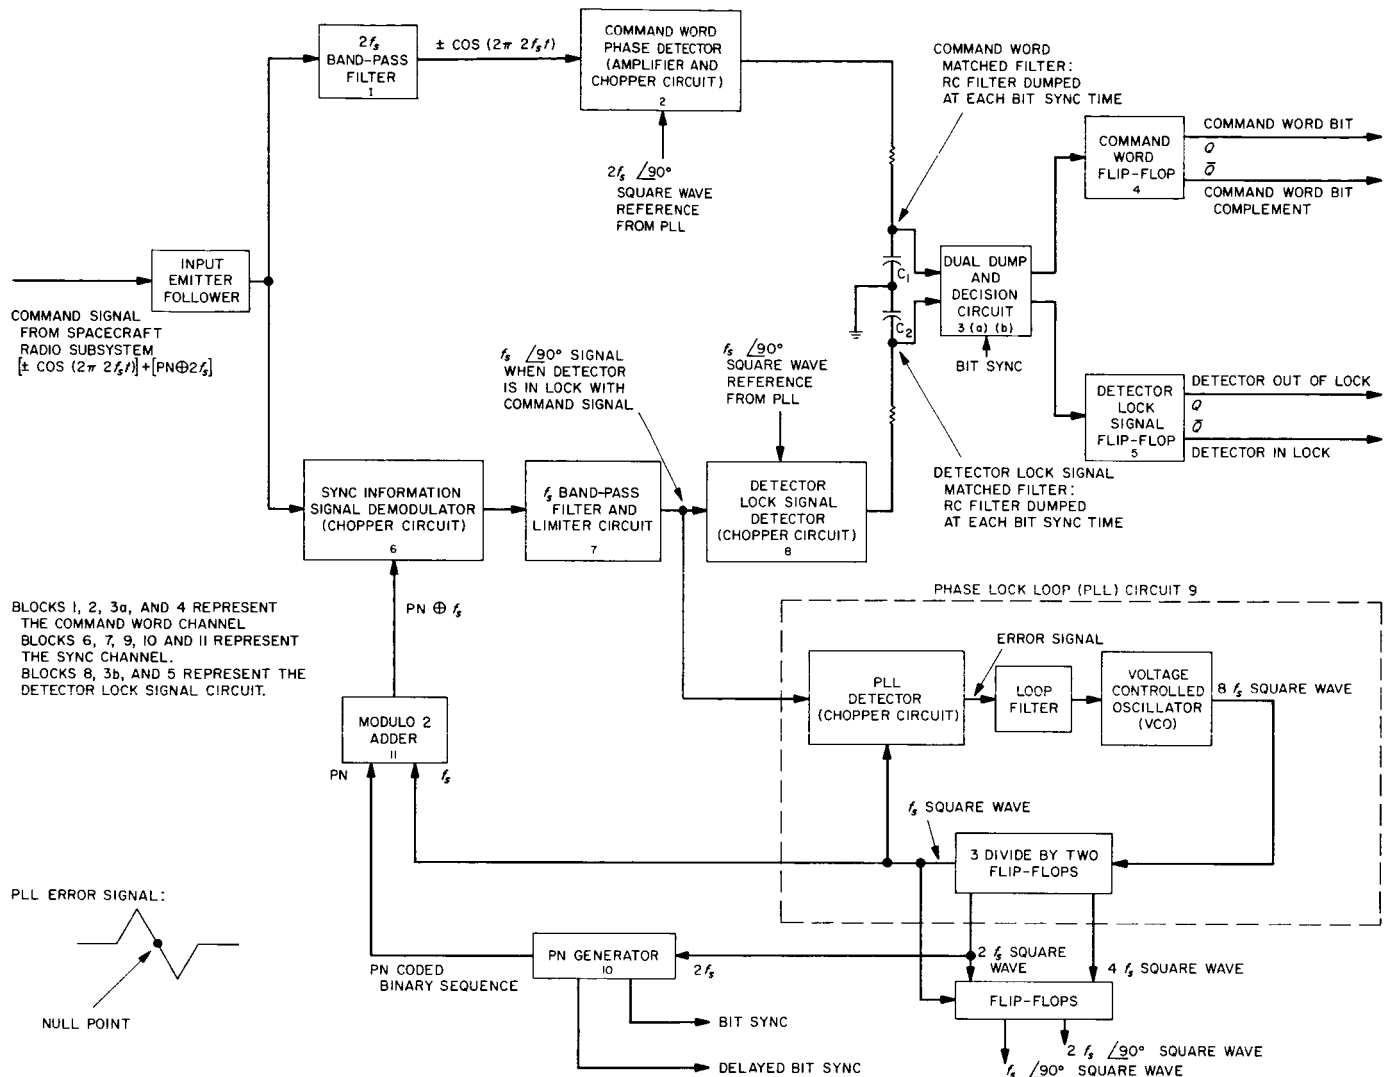 2fs
BAND-PASS
FILTER
1
± COS (2π 2fst)
COMMAND WORD
PHASE DETECTOR
(AMPLIFIER AND
CHOPPER CIRCUIT)
2
2fs ∠90°
SQUARE WAVE
REFERENCE
FROM PLL
COMMAND WORD
MATCHED FILTER:
RC FILTER DUMPED
AT EACH BIT SYNC TIME
COMMAND
WORD
FLIP-FLOP
4
COMMAND WORD BIT
Q
Q̄
COMMAND WORD BIT
COMPLEMENT
INPUT
EMITTER
FOLLOWER
COMMAND SIGNAL
FROM SPACECRAFT
RADIO SUBSYSTEM
[± COS (2π 2fst)]+[PN⊕2fs]
C1
C2
DUAL DUMP
AND
DECISION
CIRCUIT
3 (a) (b)
BIT SYNC
fs ∠90° SIGNAL
WHEN DETECTOR
IS IN LOCK WITH
COMMAND SIGNAL
fs ∠90°
SQUARE WAVE
REFERENCE
FROM PLL
DETECTOR
LOCK
SIGNAL
FLIP-FLOP
5
DETECTOR OUT OF LOCK
Q
Q̄
DETECTOR IN LOCK
SYNC INFORMATION
SIGNAL DEMODULATOR
(CHOPPER CIRCUIT)
6
fs BAND-PASS
FILTER AND
LIMITER CIRCUIT
7
DETECTOR
LOCK SIGNAL
DETECTOR
(CHOPPER CIRCUIT)
8
DETECTOR LOCK SIGNAL
MATCHED FILTER:
RC FILTER DUMPED
AT EACH BIT SYNC TIME
PN ⊕ fs
BLOCKS 1, 2, 3a, AND 4 REPRESENT
THE COMMAND WORD CHANNEL
BLOCKS 6, 7, 9, 10 AND 11 REPRESENT
THE SYNC CHANNEL.
BLOCKS 8, 3b, AND 5 REPRESENT THE
DETECTOR LOCK SIGNAL CIRCUIT.
PHASE LOCK LOOP (PLL) CIRCUIT 9
ERROR SIGNAL
PLL
DETECTOR
(CHOPPER CIRCUIT)
LOOP
FILTER
VOLTAGE
CONTROLLED
OSCILLATOR
(VCO)
8 fs SQUARE WAVE
MODULO 2
ADDER
11
PN
fs
fs SQUARE WAVE
3 DIVIDE BY TWO
FLIP-FLOPS
PLL ERROR SIGNAL:
NULL POINT
PN CODED
BINARY SEQUENCE
PN GENERATOR
10
2fs
2 fs SQUARE
WAVE
4 fs SQUARE WAVE
FLIP-FLOPS
BIT SYNC
DELAYED BIT SYNC
2 fs ∠90° SQUARE WAVE
fs ∠90° SQUARE WAVE